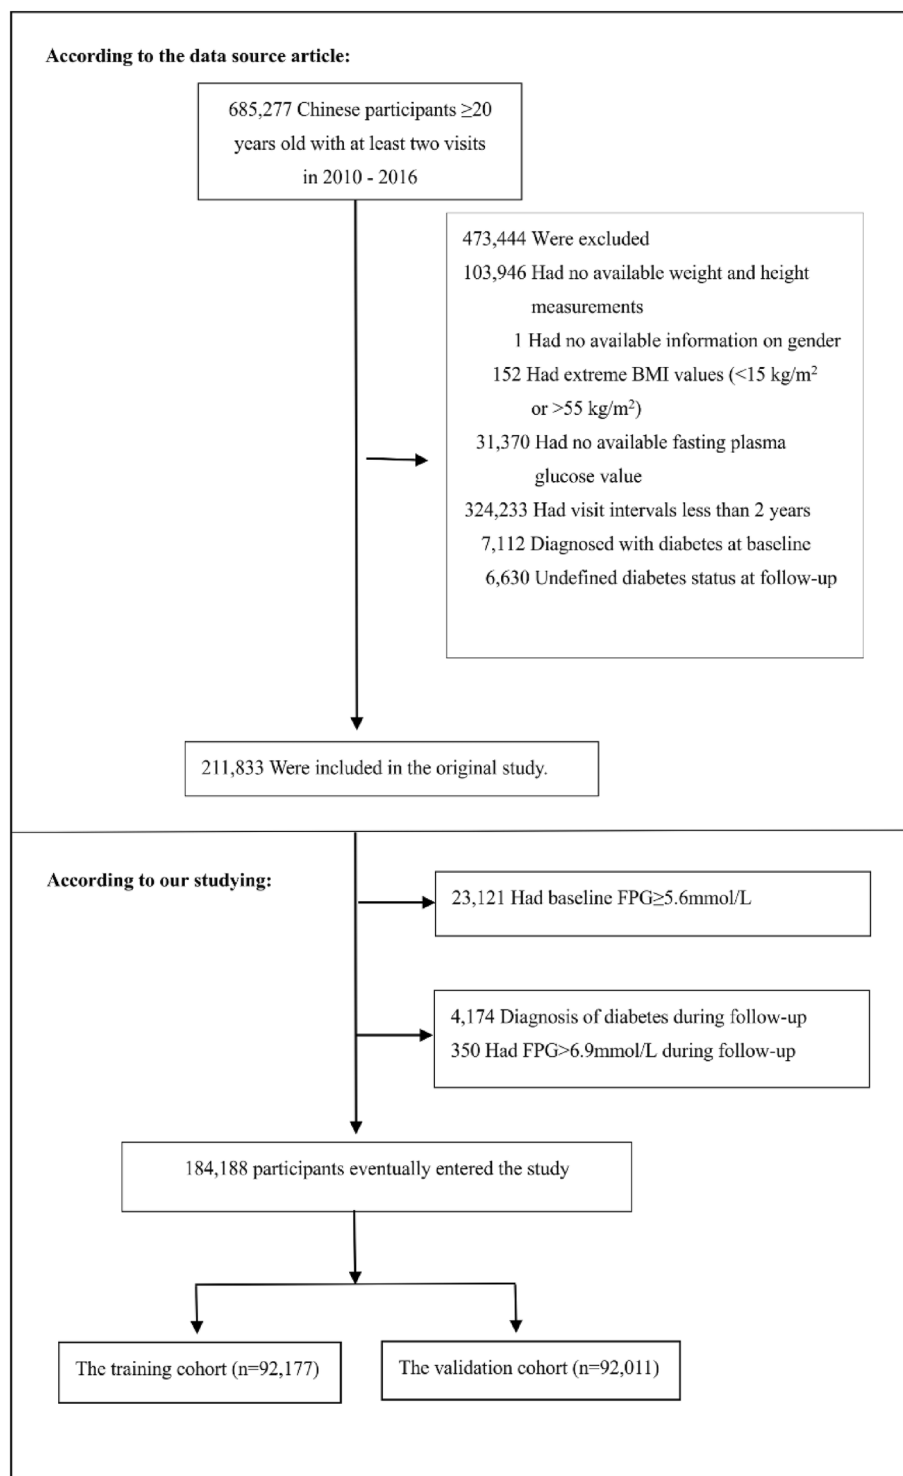 According to the data source article:
685,277 Chinese participants ≥20
years old with at least two visits
in 2010 - 2016
473,444 Were excluded
103,946 Had no available weight and height
measurements
1 Had no available information on gender
152 Had extreme BMI values (<15 kg/m²
or >55 kg/m²)
31,370 Had no available fasting plasma
glucose value
324,233 Had visit intervals less than 2 years
7,112 Diagnosed with diabetes at baseline
6,630 Undefined diabetes status at follow-up
211,833 Were included in the original study.
According to our studying:
23,121 Had baseline FPG≥5.6mmol/L
4,174 Diagnosis of diabetes during follow-up
350 Had FPG>6.9mmol/L during follow-up
184,188 participants eventually entered the study
The training cohort (n=92,177)
The validation cohort (n=92,011)